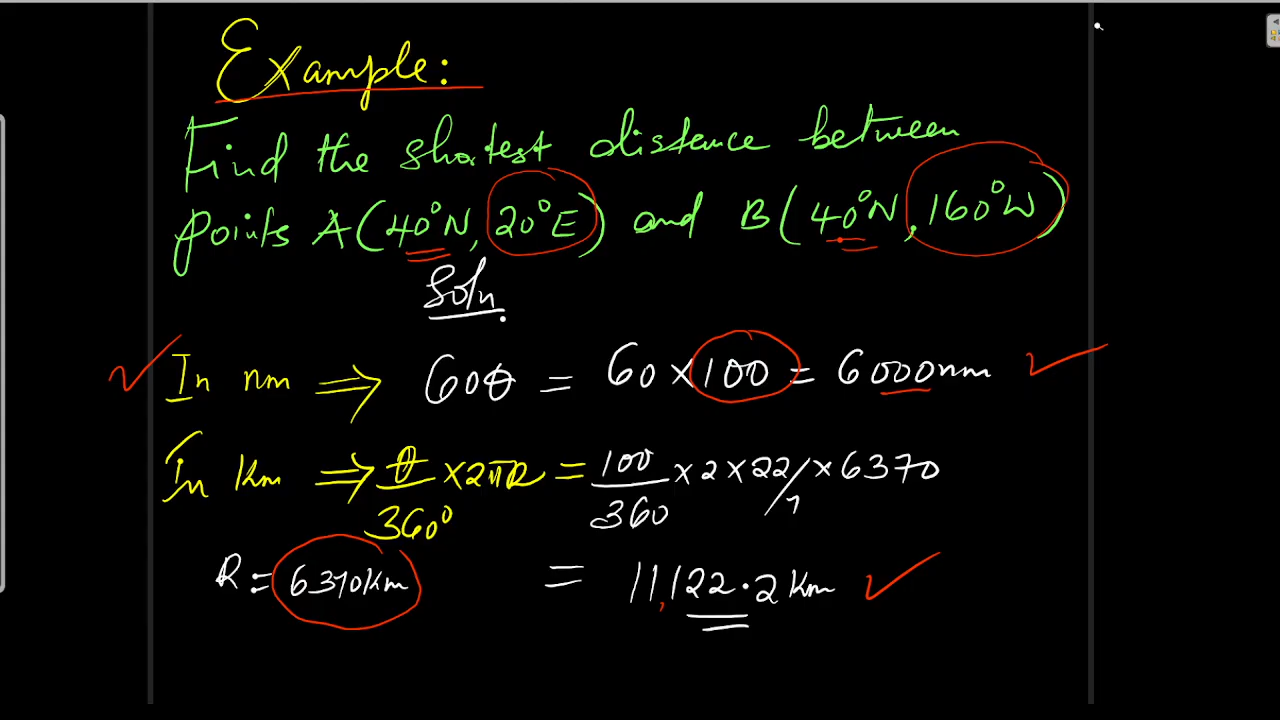 Example:
Find the shortest distance between
points A(40°N, 20°E) and B(40°N, 160°W)
Soln.
In nm ⇒ 60θ = 60 × 100 = 6000nm
In Km ⇒ θ/360° × 2πR = 100/360 × 2 × 22/7 × 6370
R = 6370km = 11,122.2 Km